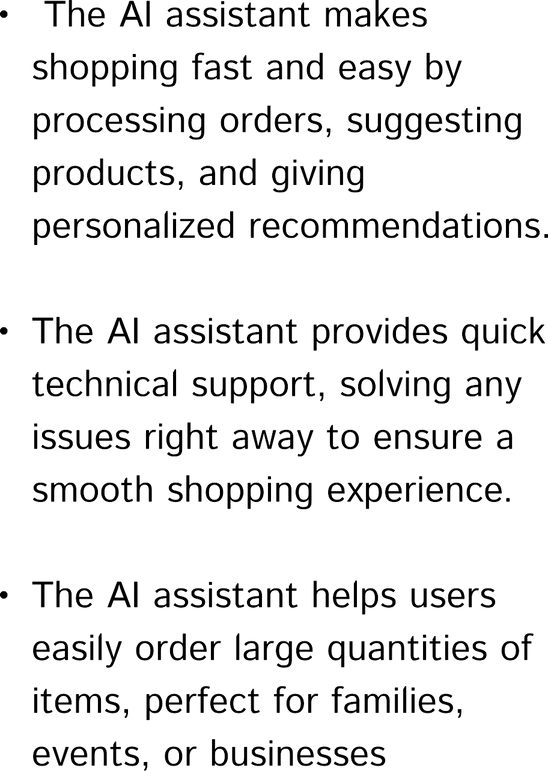 • The AI assistant makes
shopping fast and easy by
processing orders, suggesting
products, and giving
personalized recommendations.
• The AI assistant provides quick
technical support, solving any
issues right away to ensure a
smooth shopping experience.
• The AI assistant helps users
easily order large quantities of
items, perfect for families,
events, or businesses